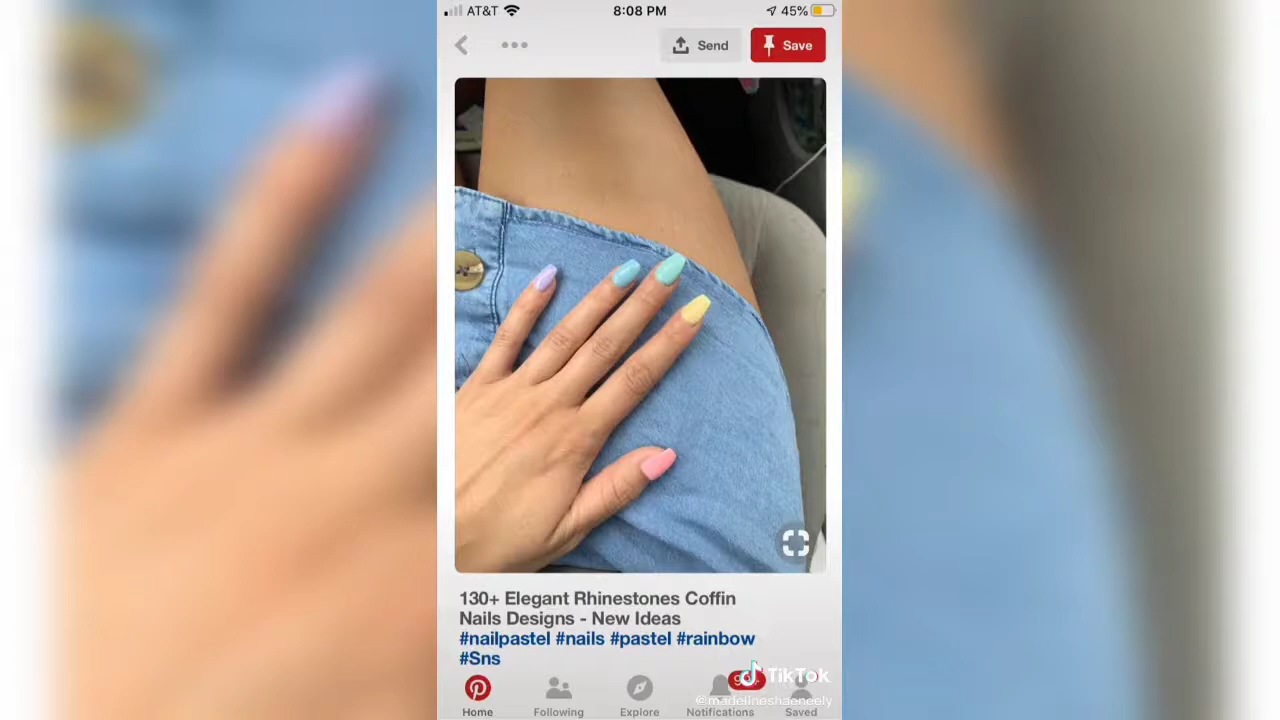 AT&T 8:08 PM 45%
Send Save
130+ Elegant Rhinestones Coffin
Nails Designs - New Ideas
#nailpastel #nails #pastel #rainbow
#Sns
TikTok
@madelineshaeneely
Home Following Explore Notifications Saved